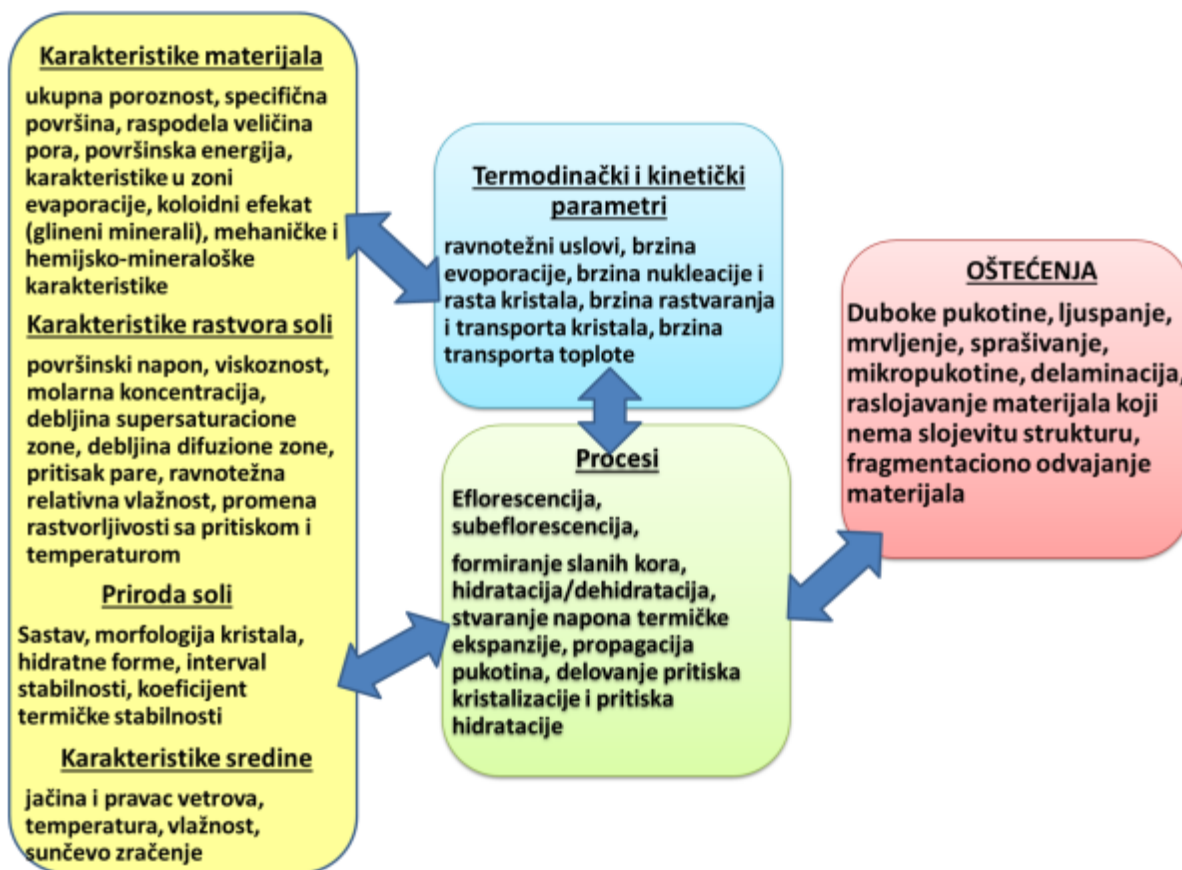 Karakteristike materijala
ukupna poroznost, specifična
površina, raspodela veličina
pora, površinska energija,
karakteristike u zoni
evaporacije, koloidni efekat
(glineni minerali), mehaničke i
hemijsko-mineraloške
karakteristike
Karakteristike rastvora soli
površinski napon, viskoznost,
molarna koncentracija,
debljina supersaturacione
zone, debljina difuzione zone,
pritisak pare, ravnotežna
relativna vlažnost, promena
rastvorljivosti sa pritiskom i
temperaturom
Priroda soli
Sastav, morfologija kristala,
hidratne forme, interval
stabilnosti, koeficijent
termičke stabilnosti
Karakteristike sredine
jačina i pravac vetrova,
temperatura, vlažnost,
sunčevo zračenje
Termodinački i kinetički
parametri
ravnotežni uslovi, brzina
evoporacije, brzina nukleacije i
rasta kristala, brzina rastvaranja
i transporta kristala, brzina
transporta toplote
Procesi
Eflorescencija,
subeflorescencija,
formiranje slanih kora,
hidratacija/dehidratacija,
stvaranje napona termičke
ekspanzije, propagacija
pukotina, delovanje pritiska
kristalizacije i pritiska
hidratacije
OŠTEĆENJA
Duboke pukotine, ljuspanje,
mrvljenje, sprašivanje,
mikropukotine, delaminacija,
raslojavanje materijala koji
nema slojevitu strukturu,
fragmentaciono odvajanje
materijala